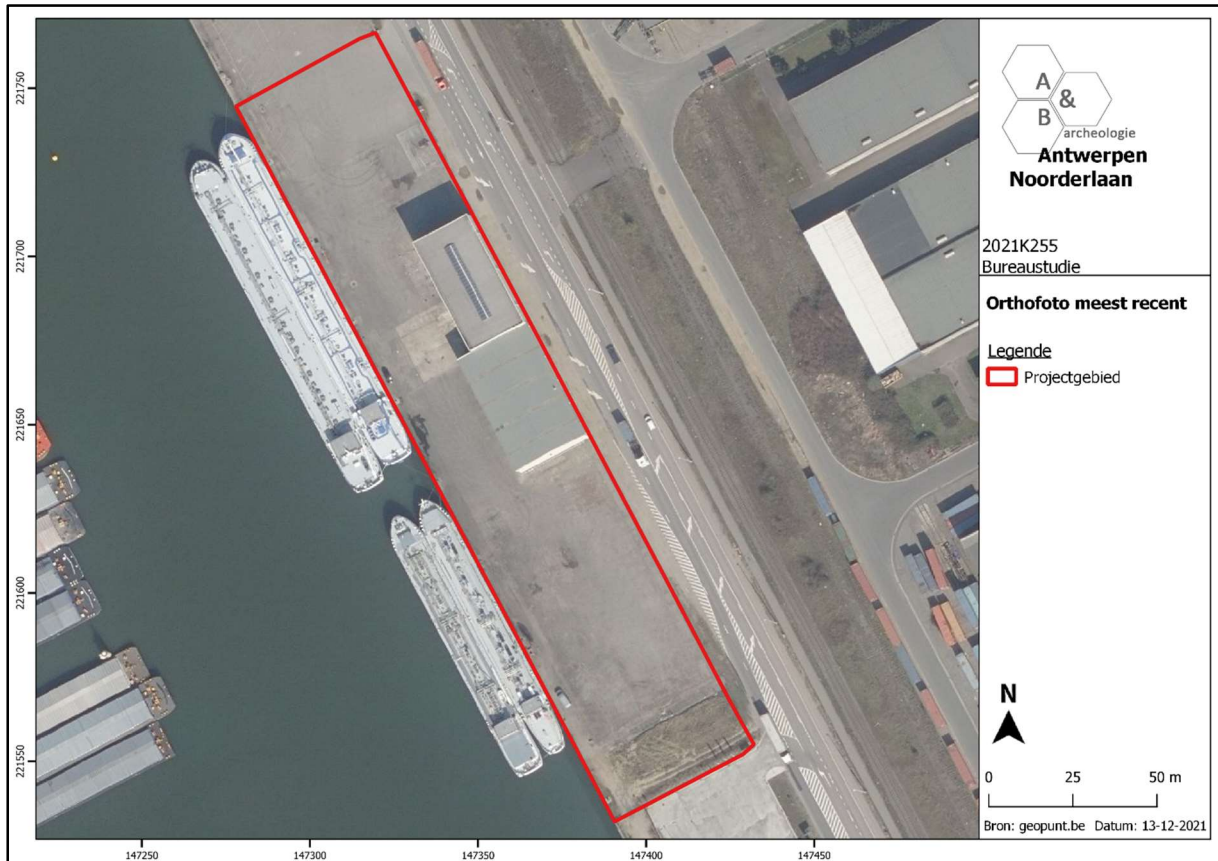 A
&
B
archeologie
Antwerpen
Noorderlaan
2021K255
Bureaustudie
Orthofoto meest recent
Legende
Projectgebied
N
0 25 50 m
Bron: geopunt.be Datum: 13-12-2021
221750
221700
221650
221600
221550
147250 147300 147350 147400 147450